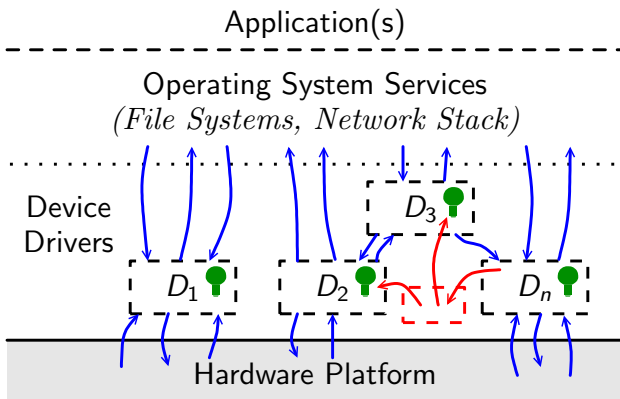 Application(s)
Operating System Services
(File Systems, Network Stack)
Device
Drivers
D3
D1
D2
Dn
Hardware Platform